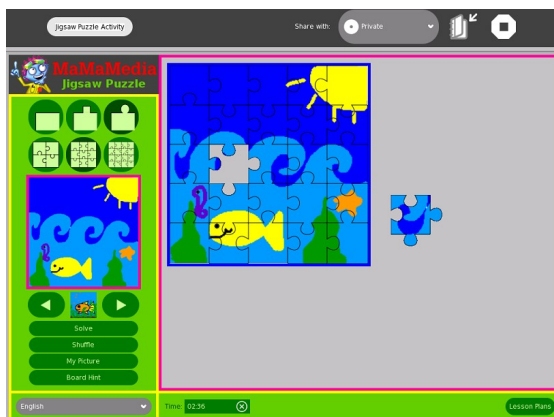 Jigsaw Puzzle Activity
Share with:
Private
MaMaMedia
Jigsaw Puzzle
Solve
Shuffle
My Picture
Board Hint
English
Time: 02:36
Lesson Plans